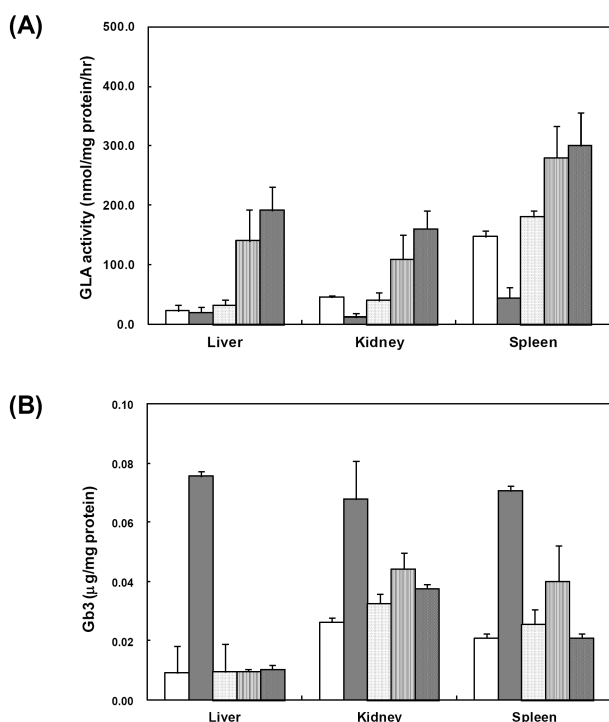 (A)
GLA activity (nmol/mg protein/hr)
500.0
400.0
300.0
200.0
100.0
0.0
Liver Kidney Spleen
(B)
Gb3 (μg/mg protein)
0.10
0.08
0.06
0.04
0.02
0.00
Liver Kidney Spleen